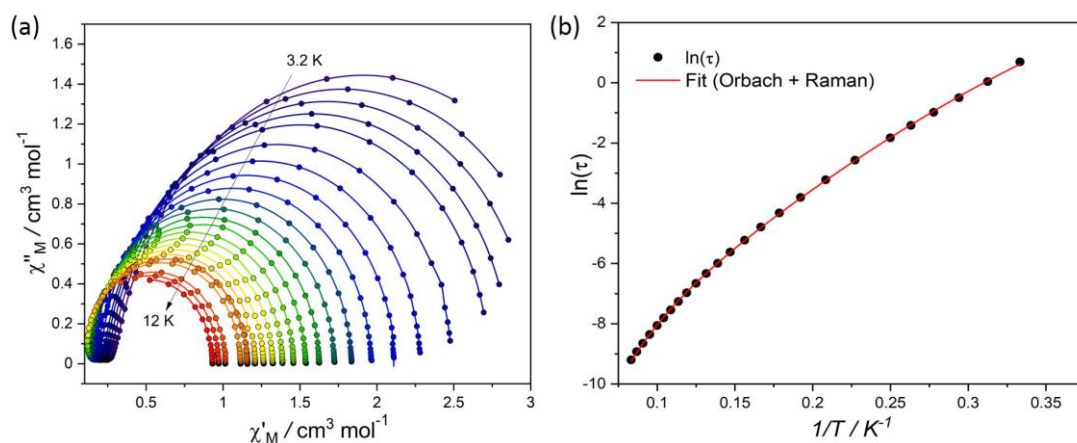 (a)
1.6
1.4
1.2
1.0
0.8
0.6
0.4
0.2
0
χ''M / cm³ mol⁻¹
3.2 K
12 K
0.5 1 1.5 2 2.5 3
χ'M / cm³ mol⁻¹
(b)
2
0
-2
-4
-6
-8
-10
ln(τ)
ln(τ)
Fit (Orbach + Raman)
0.1 0.15 0.2 0.25 0.3 0.35
1/T / K⁻¹